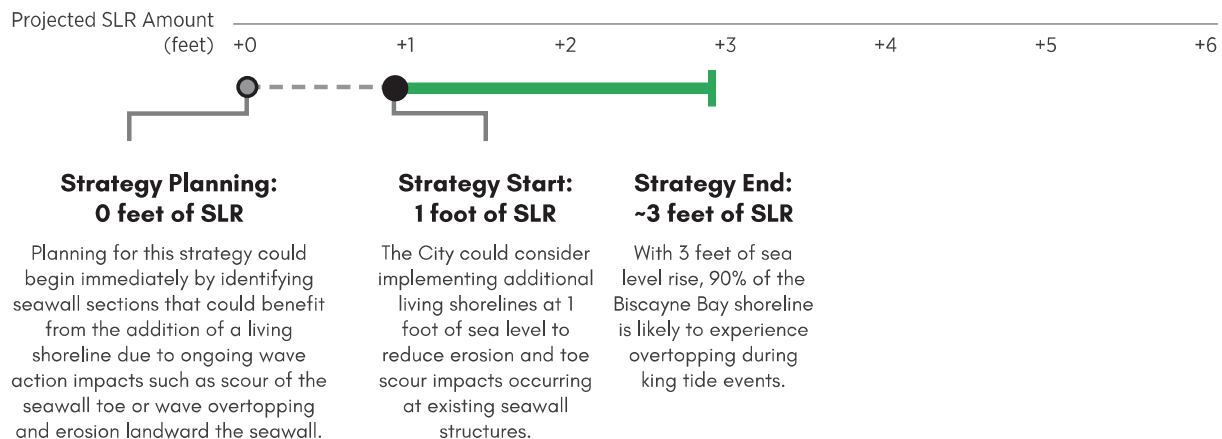 Projected SLR Amount
(feet) +0 +1 +2 +3 +4 +5 +6
Strategy Planning:
0 feet of SLR
Planning for this strategy could
begin immediately by identifying
seawall sections that could benefit
from the addition of a living
shoreline due to ongoing wave
action impacts such as scour of the
seawall toe or wave overtopping
and erosion landward the seawall.
Strategy Start:
1 foot of SLR
The City could consider
implementing additional
living shorelines at 1
foot of sea level to
reduce erosion and toe
scour impacts occurring
at existing seawall
structures.
Strategy End:
~3 feet of SLR
With 3 feet of sea
level rise, 90% of the
Biscayne Bay shoreline
is likely to experience
overtopping during
king tide events.